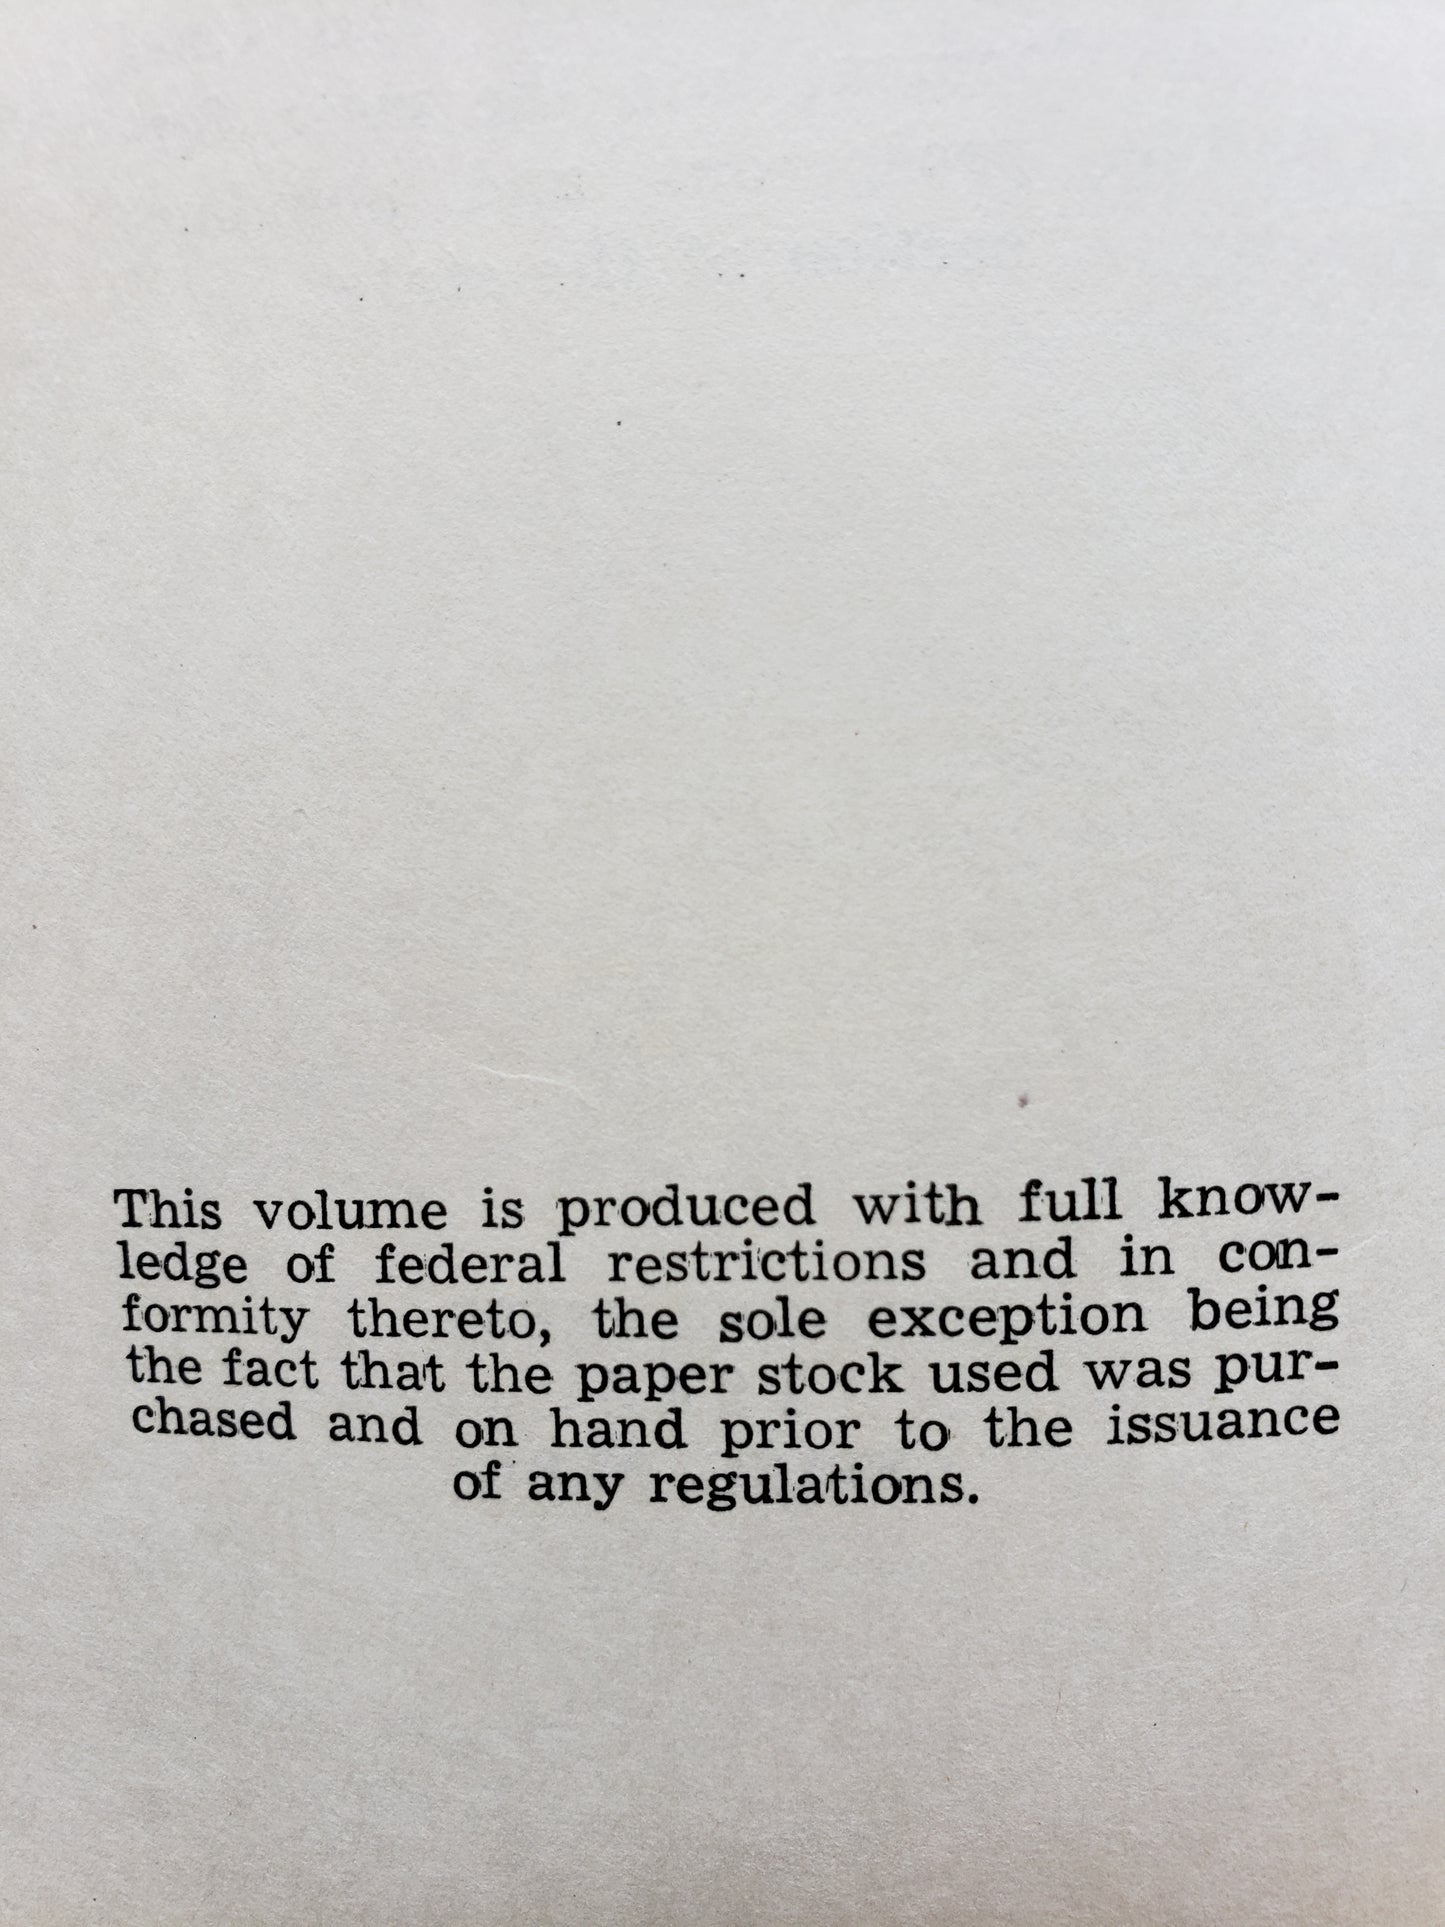 This volume is produced with full know-
ledge of federal restrictions and in con-
formity thereto, the sole exception being
the fact that the paper stock used was pur-
chased and on hand prior to the issuance
of any regulations.